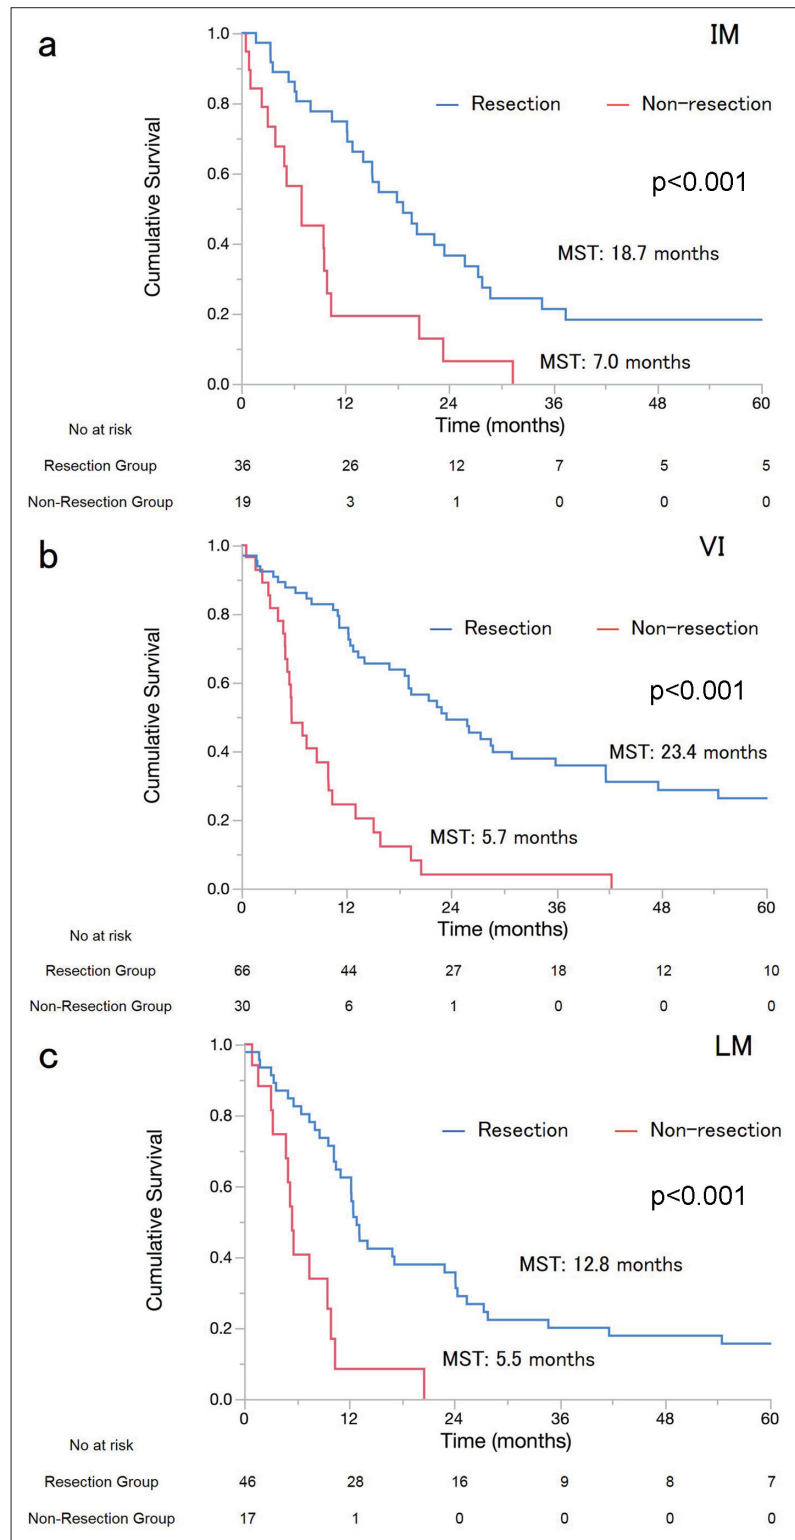 a
IM
1.0
0.8
0.6
0.4
0.2
0.0
Cumulative Survival
Resection Non-resection
p<0.001
MST: 18.7 months
MST: 7.0 months
0 12 24 36 48 60
Time (months)
No at risk
Resection Group 36 26 12 7 5 5
Non-Resection Group 19 3 1 0 0 0
b
VI
1.0
0.8
0.6
0.4
0.2
0.0
Cumulative Survival
Resection Non-resection
p<0.001
MST: 23.4 months
MST: 5.7 months
0 12 24 36 48 60
Time (months)
No at risk
Resection Group 66 44 27 18 12 10
Non-Resection Group 30 6 1 0 0 0
c
LM
1.0
0.8
0.6
0.4
0.2
0.0
Cumulative Survival
Resection Non-resection
p<0.001
MST: 12.8 months
MST: 5.5 months
0 12 24 36 48 60
Time (months)
No at risk
Resection Group 46 28 16 9 8 7
Non-Resection Group 17 1 0 0 0 0